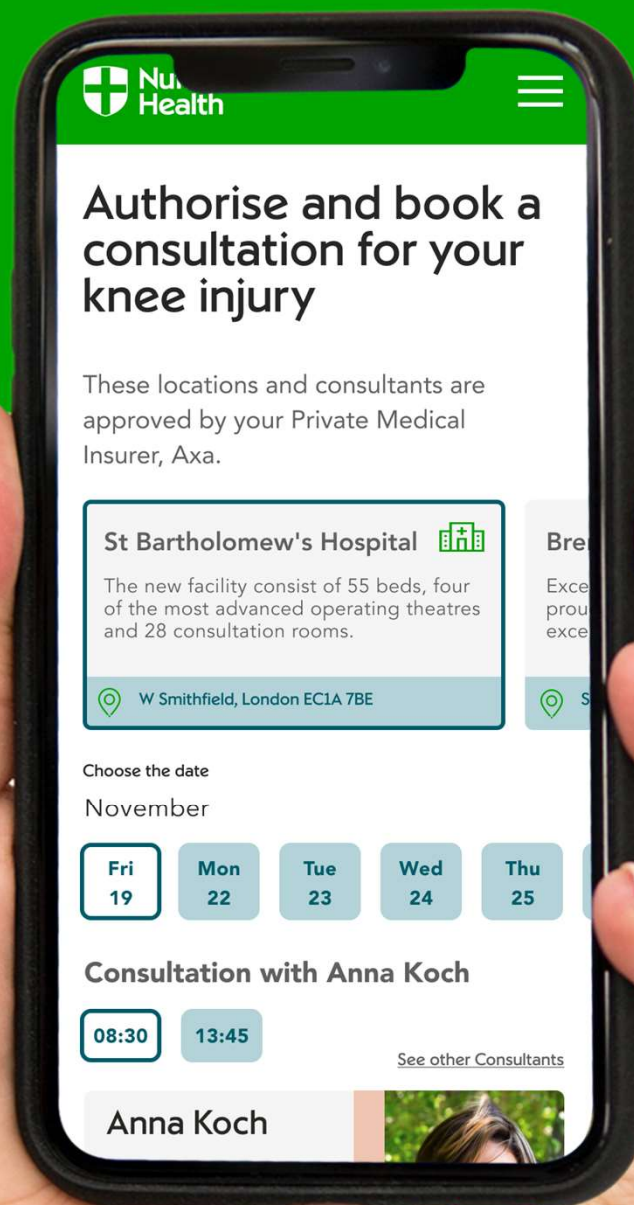 Health
Authorise and book a
consultation for your
knee injury
These locations and consultants are
approved by your Private Medical
Insurer, Axa.
St Bartholomew's Hospital
The new facility consist of 55 beds, four
of the most advanced operating theatres
and 28 consultation rooms.
W Smithfield, London EC1A 7BE
Choose the date
November
Fri Mon Tue Wed Thu
19 22 23 24 25
Consultation with Anna Koch
08:30 13:45
See other Consultants
Anna Koch